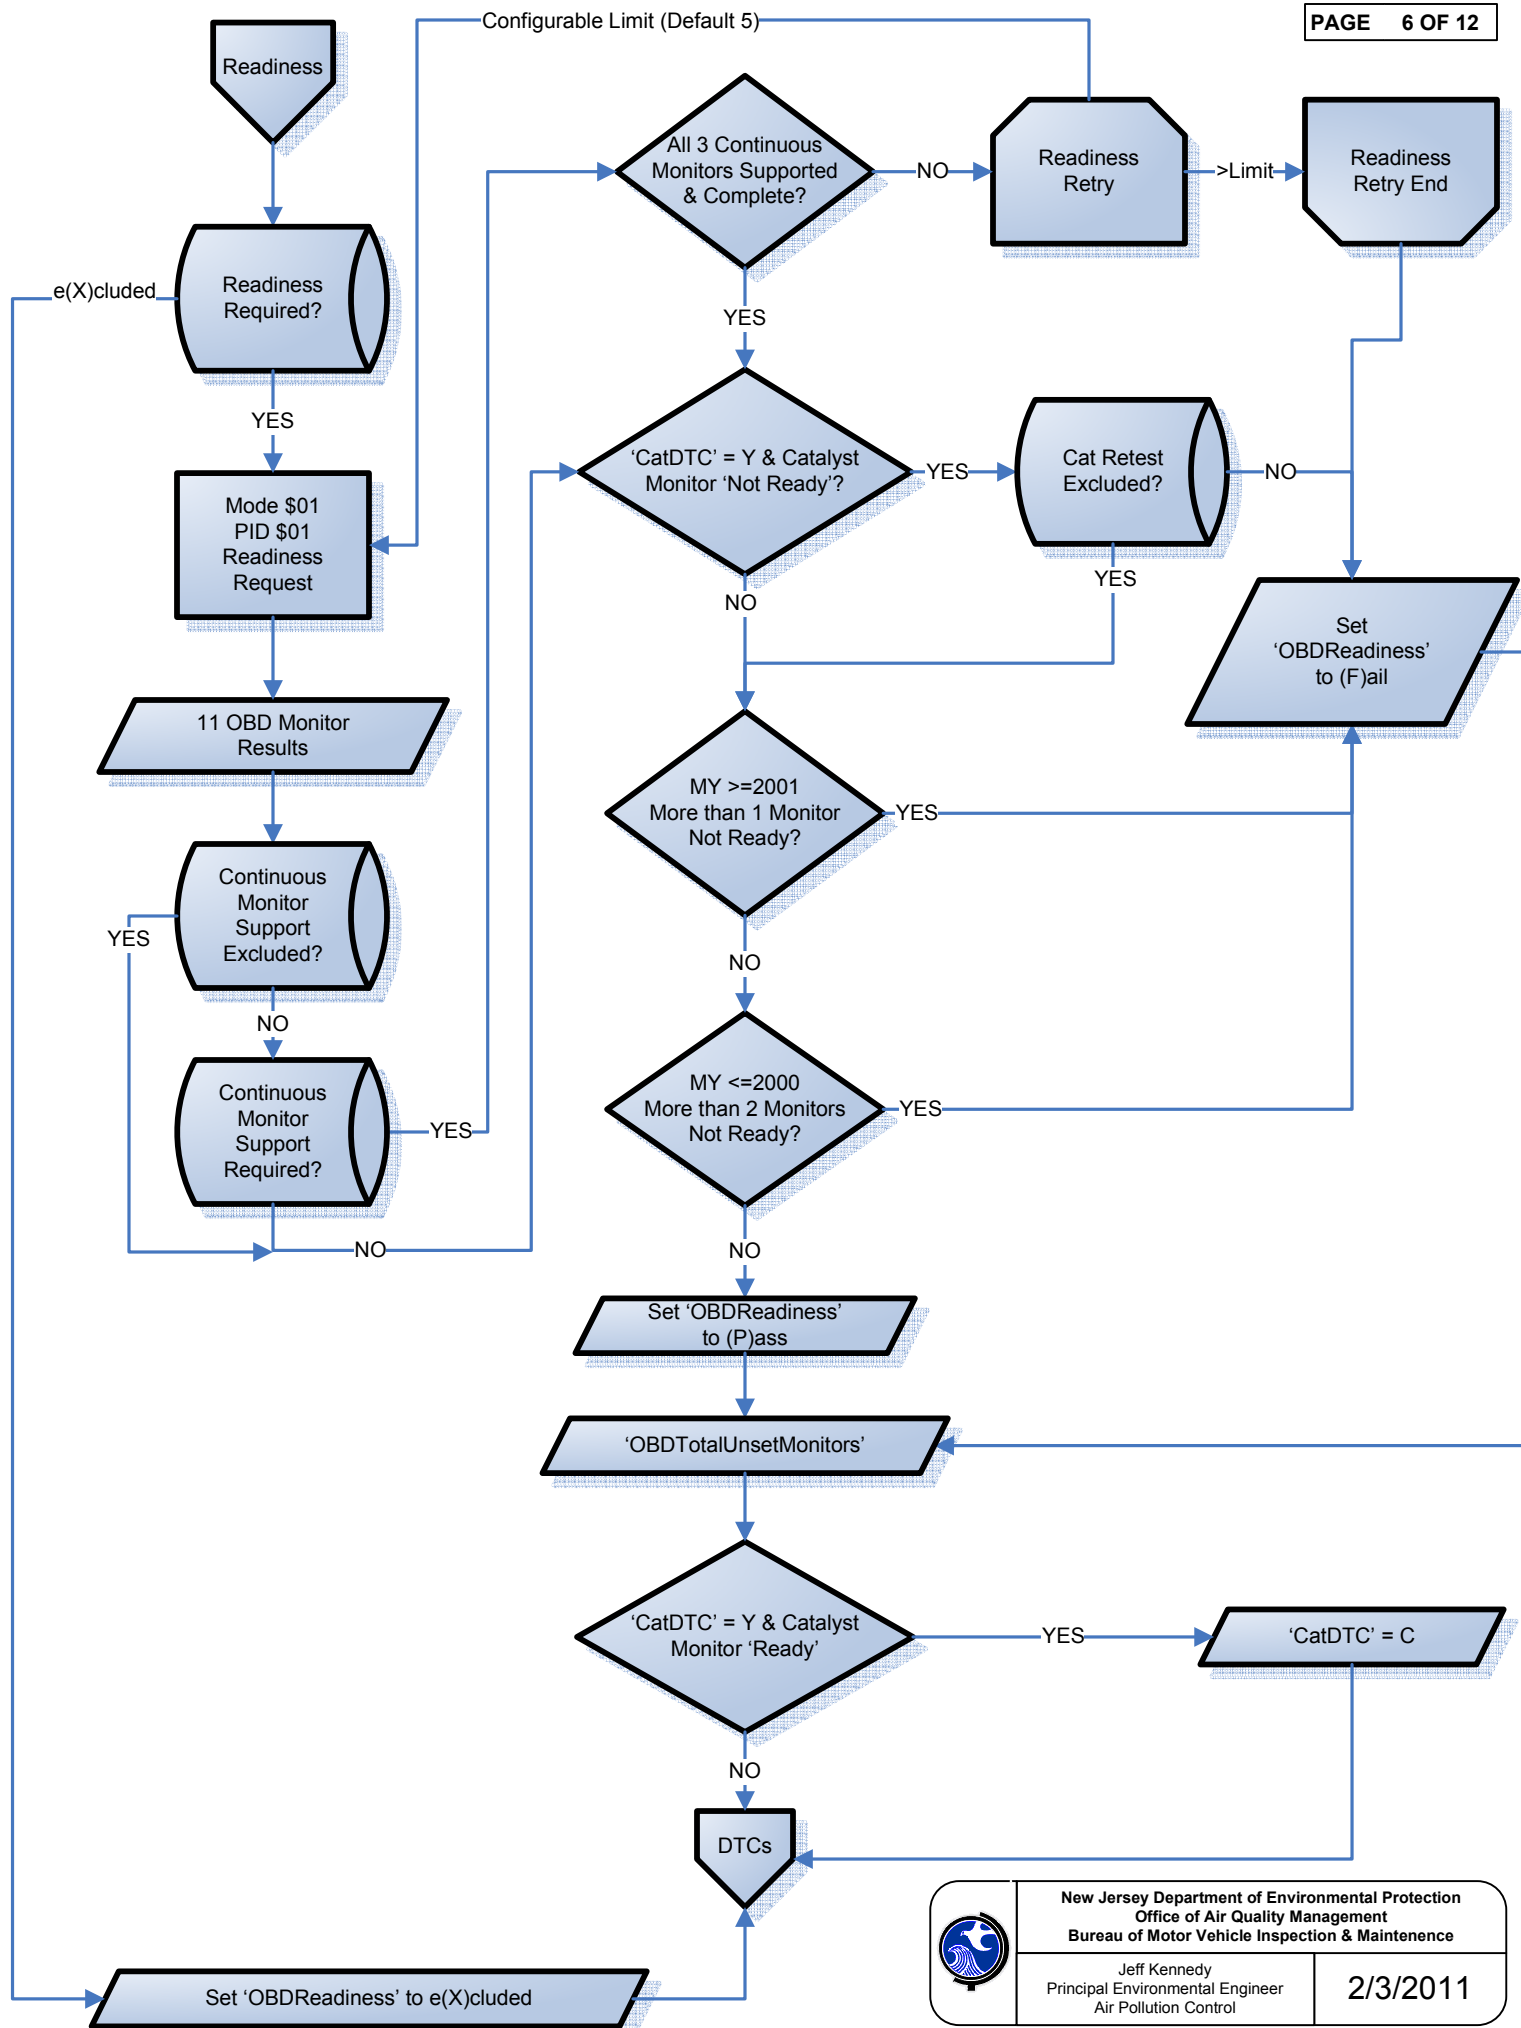 PAGE 6 OF 12
Configurable Limit (Default 5)
Readiness
Readiness
Required?
e(X)cluded
YES
Mode $01
PID $01
Readiness
Request
11 OBD Monitor
Results
Continuous
Monitor
Support
Excluded?
YES
NO
Continuous
Monitor
Support
Required?
YES
NO
All 3 Continuous
Monitors Supported
& Complete?
NO
Readiness
Retry
>Limit
Readiness
Retry End
YES
‘CatDTC’ = Y & Catalyst
Monitor ‘Not Ready’?
YES
Cat Retest
Excluded?
NO
YES
NO
Set
‘OBDReadiness’
to (F)ail
MY >=2001
More than 1 Monitor
Not Ready?
YES
NO
MY <=2000
More than 2 Monitors
Not Ready?
YES
NO
Set ‘OBDReadiness’
to (P)ass
‘OBDTotalUnsetMonitors’
‘CatDTC’ = Y & Catalyst
Monitor ‘Ready’
YES
‘CatDTC’ = C
NO
DTCs
Set ‘OBDReadiness’ to e(X)cluded
New Jersey Department of Environmental Protection
Office of Air Quality Management
Bureau of Motor Vehicle Inspection & Maintenence
Jeff Kennedy
Principal Environmental Engineer
Air Pollution Control
2/3/2011